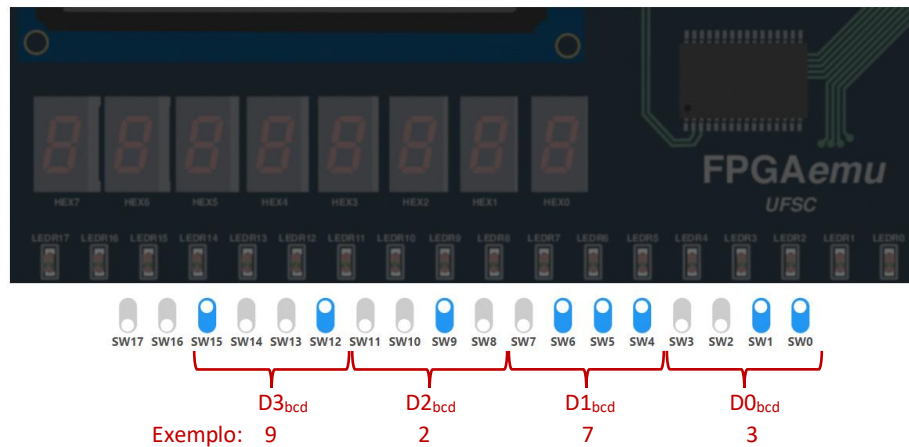 HEX7 HEX6 HEX5 HEX4 HEX3 HEX2 HEX1 HEX0
FPGAemu
UFSC
LEDR17 LEDR16 LEDR15 LEDR14 LEDR13 LEDR12 LEDR11 LEDR10 LEDR9 LEDR8 LEDR7 LEDR6 LEDR5 LEDR4 LEDR3 LEDR2 LEDR1 LEDR0
SW17 SW16 SW15 SW14 SW13 SW12 SW11 SW10 SW9 SW8 SW7 SW6 SW5 SW4 SW3 SW2 SW1 SW0
D3bcd D2bcd D1bcd D0bcd
Exemplo: 9 2 7 3